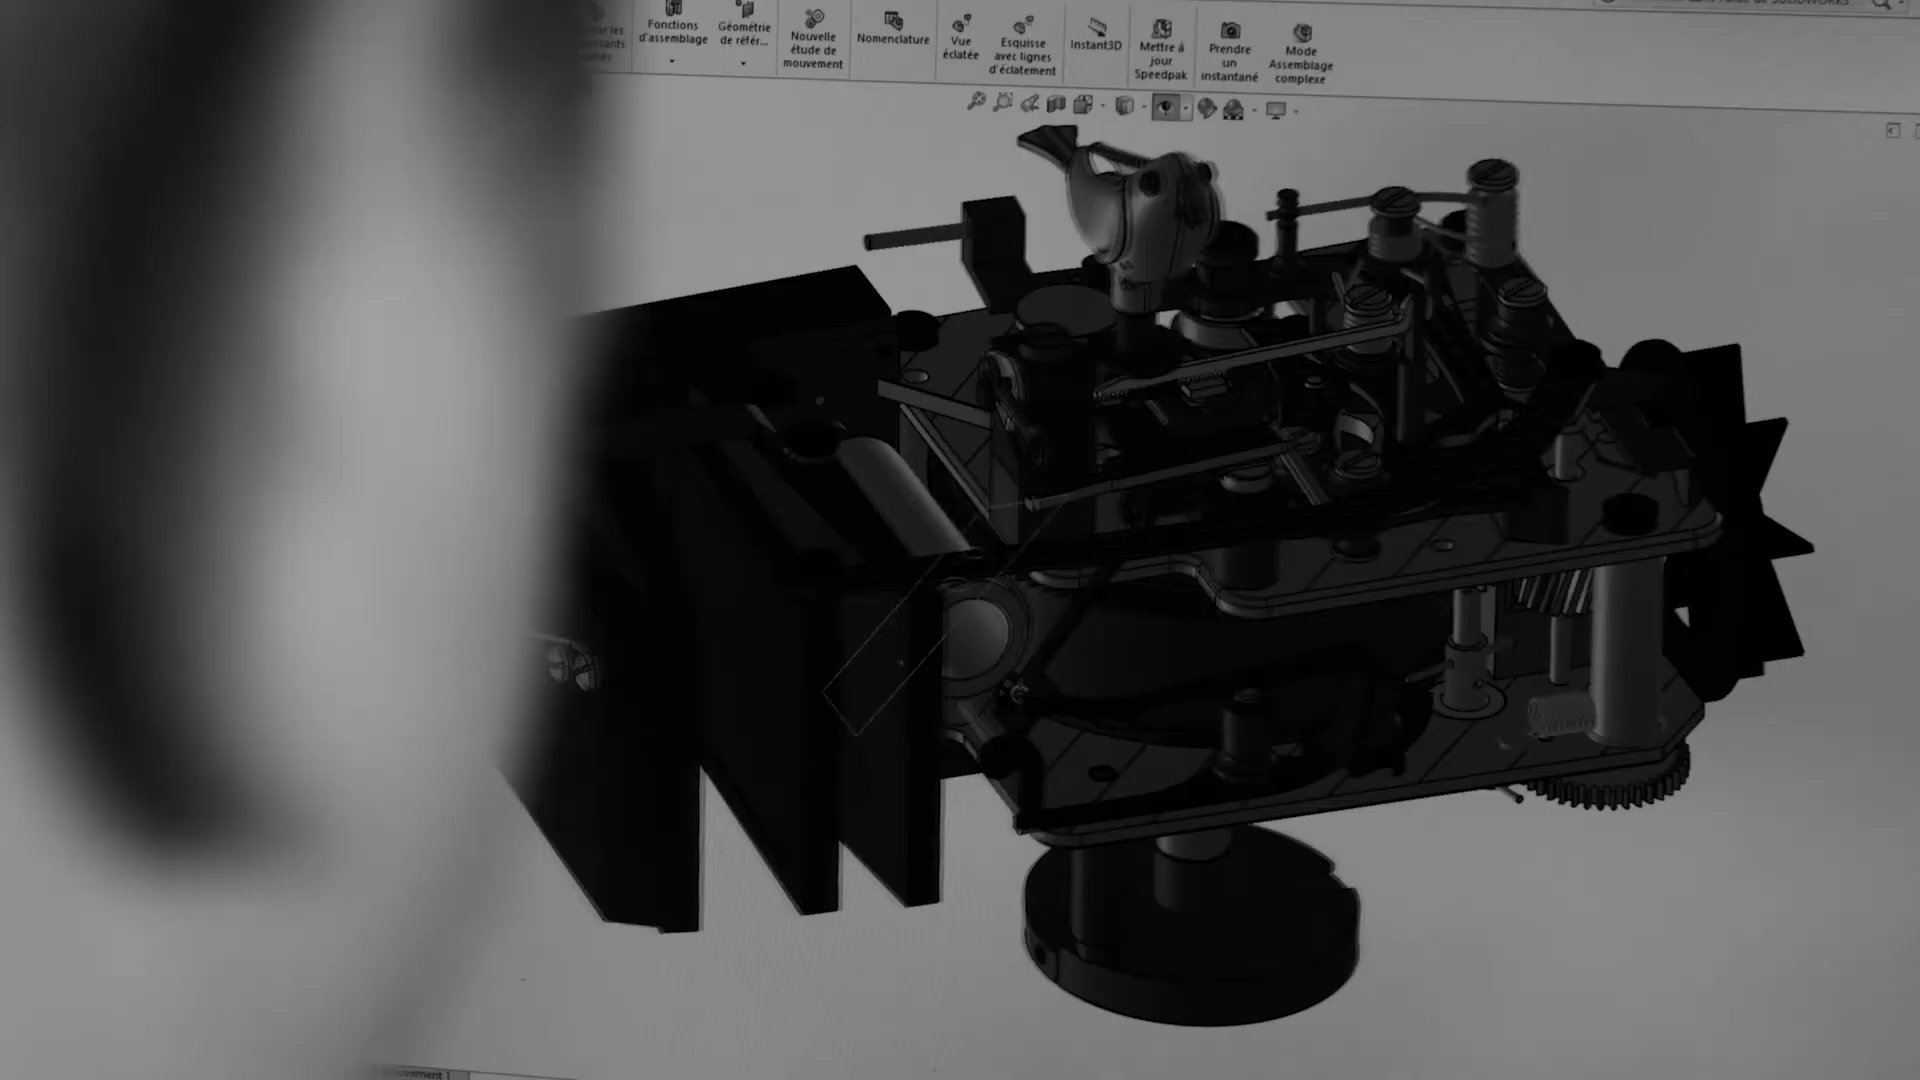 SOLIDWORKS
Fonctions
d'assemblage
Géométrie
de référ...
Nouvelle
étude de
mouvement
Nomenclature
Vue
éclatée
Esquisse
avec lignes
d'éclatement
Instant3D
Mettre à
jour
Speedpak
Prendre
un
instantané
Mode
Assemblage
complexe